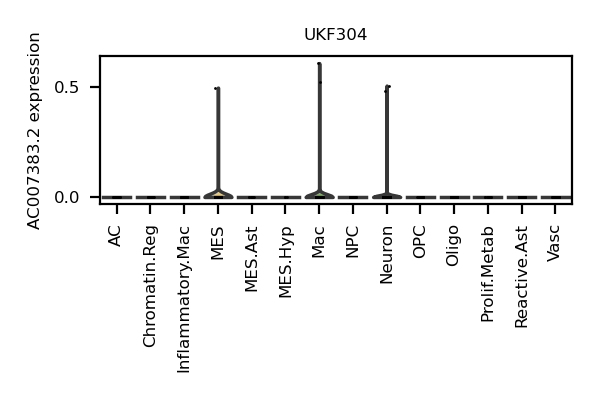 UKF304
AC007383.2 expression
0.5
0.0
AC
Chromatin.Reg
Inflammatory.Mac
MES
MES.Ast
MES.Hyp
Mac
NPC
Neuron
OPC
Oligo
Prolif.Metab
Reactive.Ast
Vasc